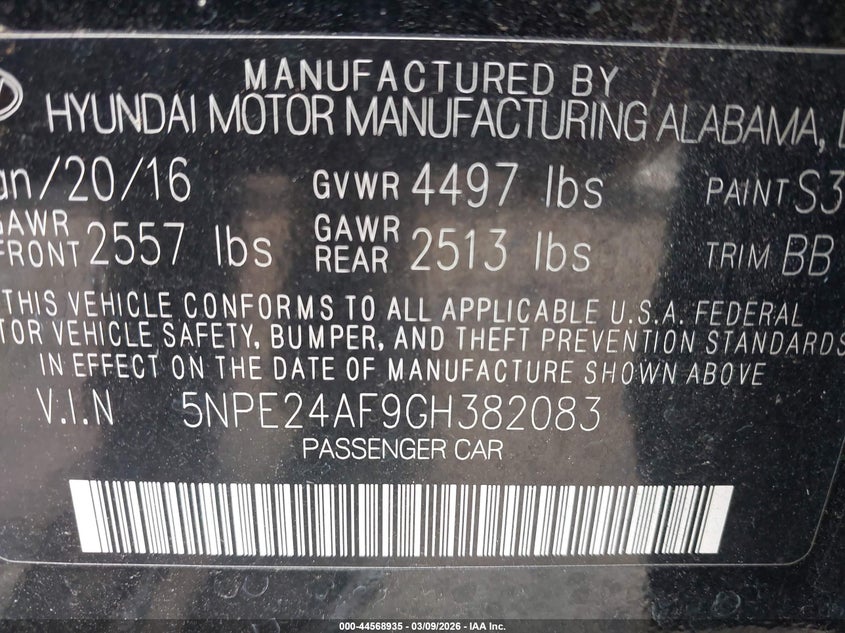 MANUFACTURED BY
HYUNDAI MOTOR MANUFACTURING ALABAMA,
an/20/16 GVWR 4497 lbs PAINT S3
GAWR FRONT 2557 lbs GAWR REAR 2513 lbs TRIM BB
THIS VEHICLE CONFORMS TO ALL APPLICABLE U.S.A. FEDERAL
TOR VEHICLE SAFETY, BUMPER, AND THEFT PREVENTION STANDARDS
IN EFFECT ON THE DATE OF MANUFACTURE SHOWN ABOVE
V.I.N 5NPE24AF9GH382083
PASSENGER CAR
000-44568935 - 03/09/2026 - IAA Inc.